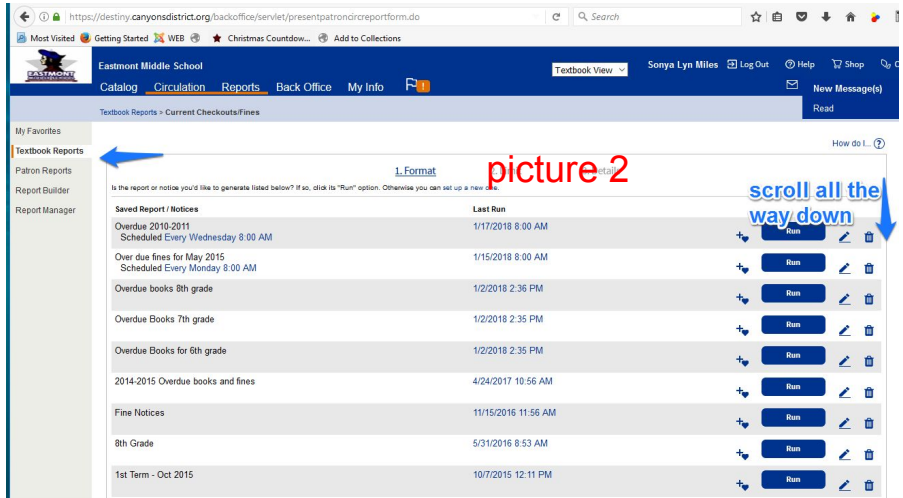 https://destiny.canyonsdistrict.org/backoffice/servlet/presentpatroncircreportform.do
Search
Most Visited Getting Started WEB Christmas Countdow... Add to Collections
EASTMONT
Eastmont Middle School
Textbook View
Sonya Lyn Miles Log Out Help Shop
Catalog Circulation Reports Back Office My Info
New Message(s)
Read
Textbook Reports > Current Checkouts/Fines
My Favorites
Textbook Reports
Patron Reports
Report Builder
Report Manager
How do I... ?
1. Format
picture 2
Is the report or notice you'd like to generate listed below? If so, click its "Run" option. Otherwise you can set up a new one.
scroll all the
way down
Saved Report / Notices Last Run
Overdue 2010-2011 1/17/2018 8:00 AM Run
Scheduled Every Wednesday 8:00 AM
Over due fines for May 2015 1/15/2018 8:00 AM Run
Scheduled Every Monday 8:00 AM
Overdue books 8th grade 1/2/2018 2:36 PM Run
Overdue Books 7th grade 1/2/2018 2:35 PM Run
Overdue Books for 6th grade 1/2/2018 2:35 PM Run
2014-2015 Overdue books and fines 4/24/2017 10:56 AM Run
Fine Notices 11/15/2016 11:56 AM Run
8th Grade 5/31/2016 8:53 AM Run
1st Term - Oct 2015 10/7/2015 12:11 PM Run